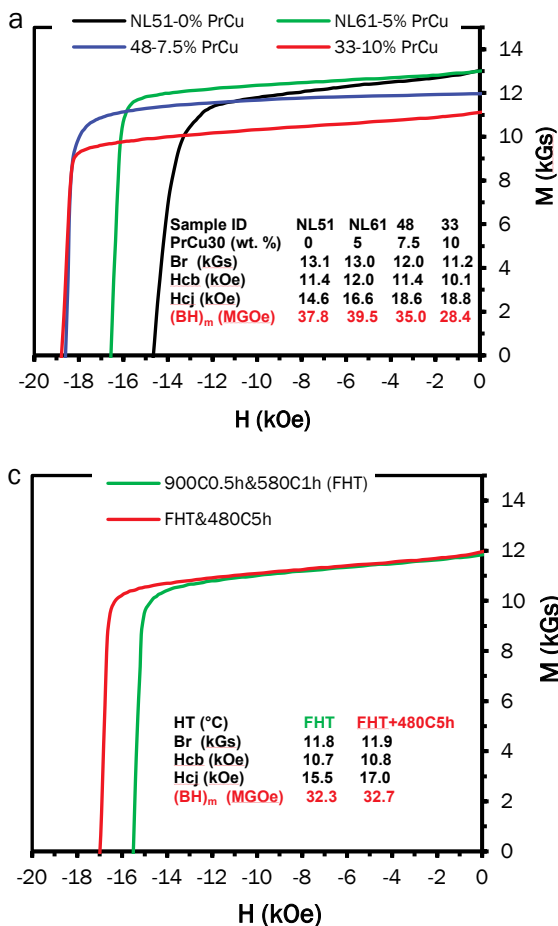 a
NL51-0% PrCu NL61-5% PrCu
48-7.5% PrCu 33-10% PrCu
14
12
10
8
6
4
2
0
M (kGs)
Sample ID NL51 NL61 48 33
PrCu30 (wt. %) 0 5 7.5 10
Br (kGs) 13.1 13.0 12.0 11.2
Hcb (kOe) 11.4 12.0 11.4 10.1
Hcj (kOe) 14.6 16.6 18.6 18.8
(BH)m (MGOe) 37.8 39.5 35.0 28.4
-20 -18 -16 -14 -12 -10 -8 -6 -4 -2 0
H (kOe)
c
900C0.5h&580C1h (FHT)
FHT&480C5h
14
12
10
8
6
4
2
0
M (kGs)
HT (°C) FHT FHT+480C5h
Br (kGs) 11.8 11.9
Hcb (kOe) 10.7 10.8
Hcj (kOe) 15.5 17.0
(BH)m (MGOe) 32.3 32.7
-20 -18 -16 -14 -12 -10 -8 -6 -4 -2 0
H (kOe)